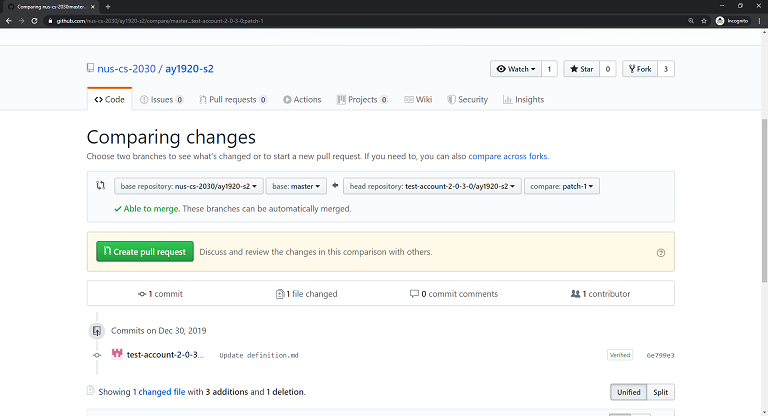 Comparing nus-cs-2030:master...
github.com/nus-cs-2030/ay1920-s2/compare/master...test-account-2-0-3-0:patch-1
Incognito
nus-cs-2030 / ay1920-s2
Watch 1 Star 0 Fork 3
Code Issues 0 Pull requests 0 Actions Projects 0 Wiki Security Insights
Comparing changes
Choose two branches to see what's changed or to start a new pull request. If you need to, you can also compare across forks.
base repository: nus-cs-2030/ay1920-s2 base: master head repository: test-account-2-0-3-0/ay1920-s2 compare: patch-1
Able to merge. These branches can be automatically merged.
Create pull request Discuss and review the changes in this comparison with others.
1 commit 1 file changed 0 commit comments 1 contributor
Commits on Dec 30, 2019
test-account-2-0-3... Update definition.md Verified 6e799e3
Showing 1 changed file with 3 additions and 1 deletion. Unified Split